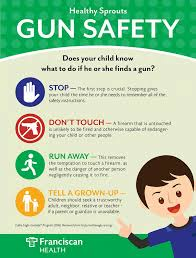 Healthy Sprouts
GUN SAFETY
Does your child know
what to do if he or she finds a gun?
STOP — The first step is crucial. Stopping gives
your child the time he or she needs to remember all of
the safety instructions.
DON'T TOUCH — A firearm that is untouched
is unlikely to be fired and otherwise capable of endanger-
ing your child or other people.
RUN AWAY — This removes
the temptation to touch a firearm, as
well as the danger of another person
negligently causing it to fire.
TELL A GROWN-UP —
Children should seek a trustworthy
adult, neighbor, relative or teacher –
if a parent or guardian is unavailable.
Franciscan
HEALTH